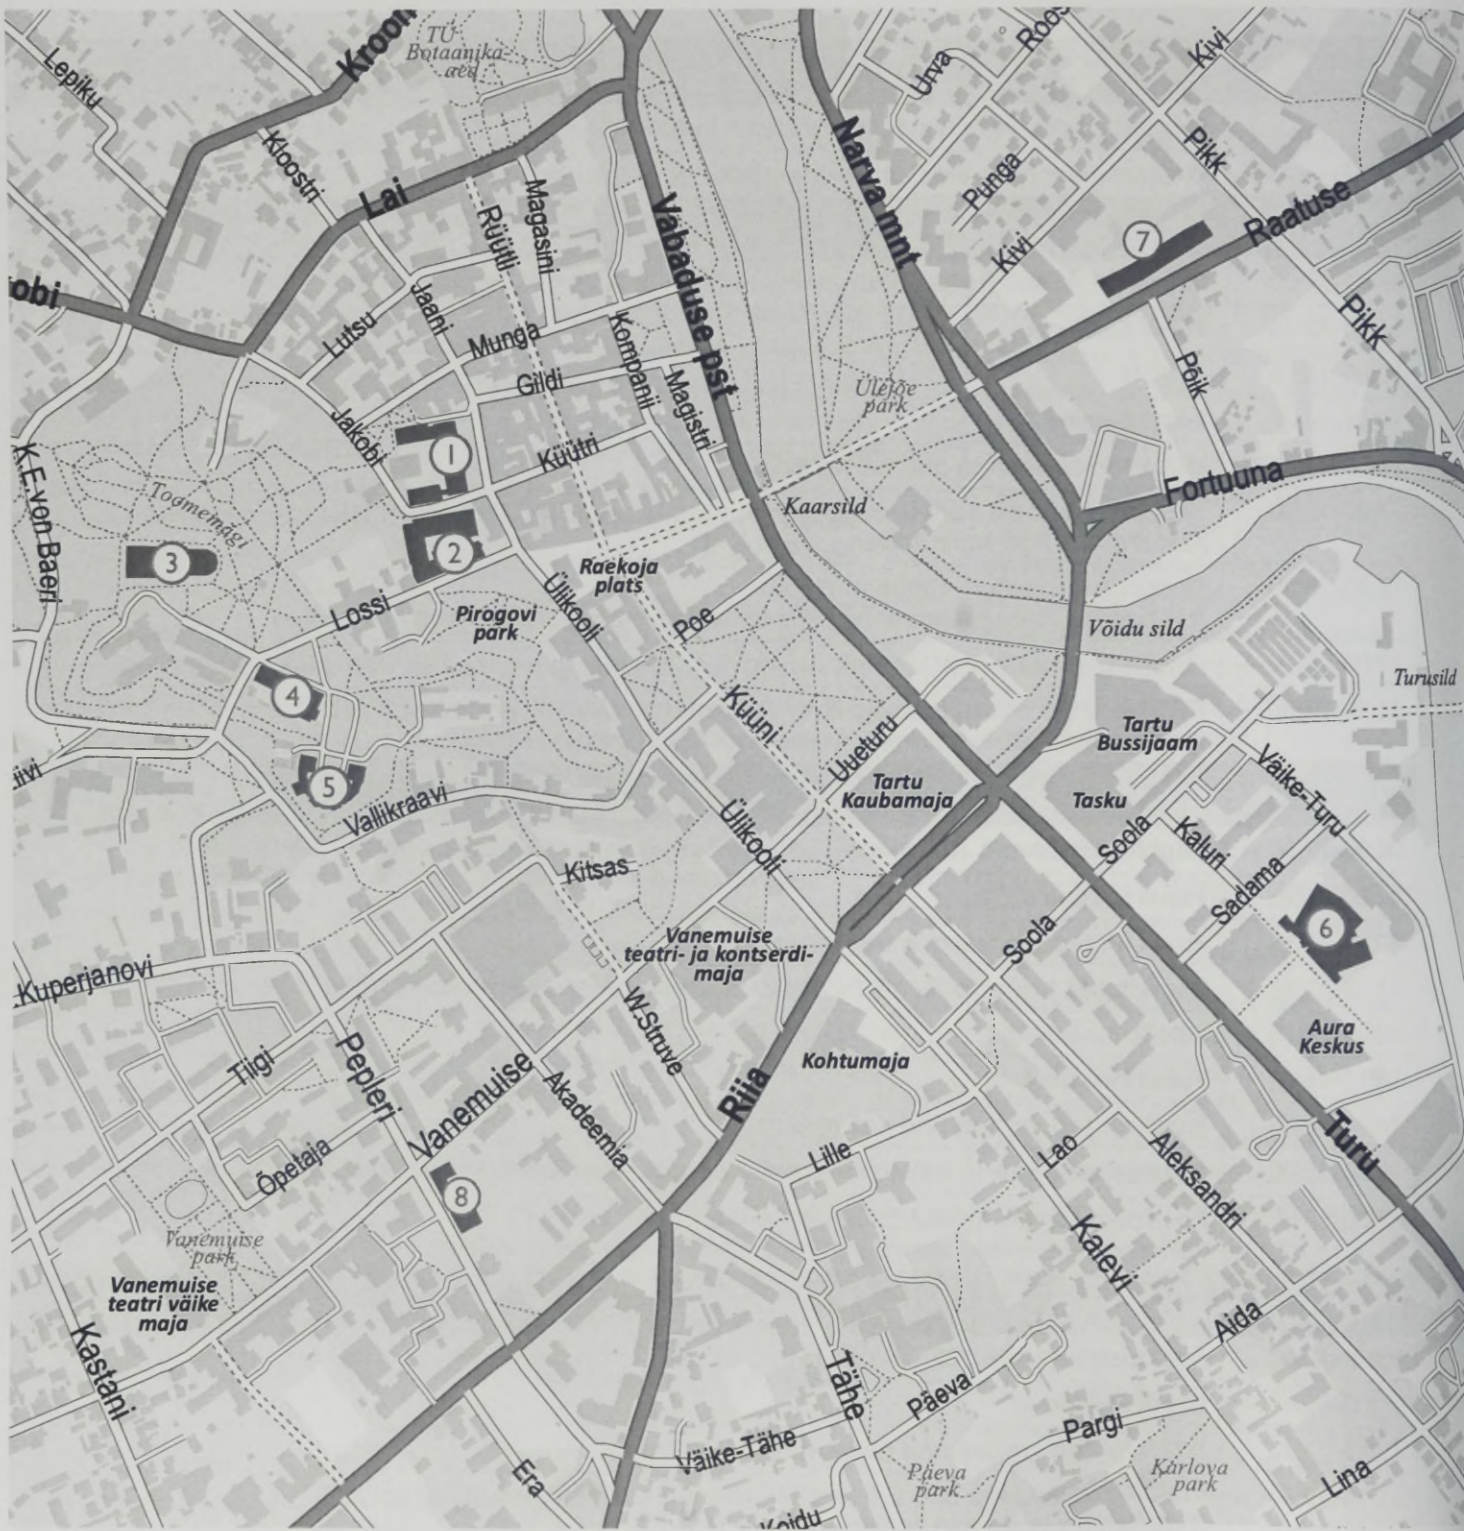 Kroon
TÜ
Botaanika-
aed
Roos
Kivi
Urva
Lepiku
Kloostri
Lai
Magasini
Rüütli
Vabaduse pst
Narva mnt
Punga
Pikk
Kivi
7
Raatuse
obi
Jaani
Lutsu
Munga
Kompanii
Gildi
Magistri
Ülejõe
park
Põik
Pikk
Jakobi
1
Küütri
Fortuuna
K.E.von Baeri
Toomemägi
Kaarsild
3
2
Raekoja
plats
Lossi
Pirogovi
park
Ülikooli
Poe
Võidu sild
Turusild
4
Küüni
Uueturu
Tartu
Bussijaam
Väike-Turu
iivi
5
Vallikraavi
Tartu
Kaubamaja
Tasku
Ülikooli
Soola
Kaluri
Sadama
Kitsas
6
Vanemuise
teatri- ja kontserdi-
maja
Soola
Kuperjanovi
W.Struve
Aura
Keskus
Tiigi
Pepleri
Kohtumaja
Vanemuise
Akadeemia
Riia
Turu
Õpetaja
Lille
Lao
Aleksandri
8
Vanemuise
park
Kalevi
Vanemuise
teatri väike
maja
Kastani
Aida
Tähe
Päeva
Pargi
Väike-Tähe
Era
Päeva
park
Karlova
park
Lina
Koidu